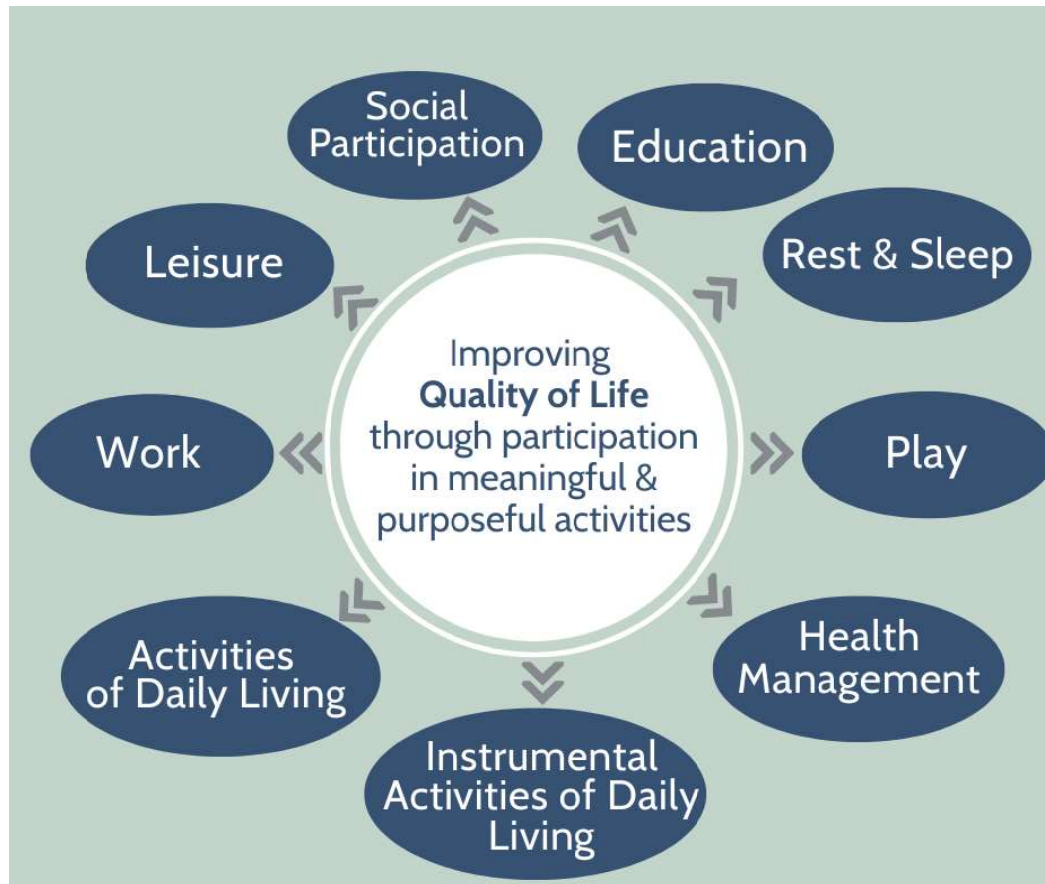 Social
Participation
Education
Rest & Sleep
Leisure
Improving
Quality of Life
through participation
in meaningful &
purposeful activities
Work
Play
Activities
of Daily Living
Health
Management
Instrumental
Activities of Daily
Living